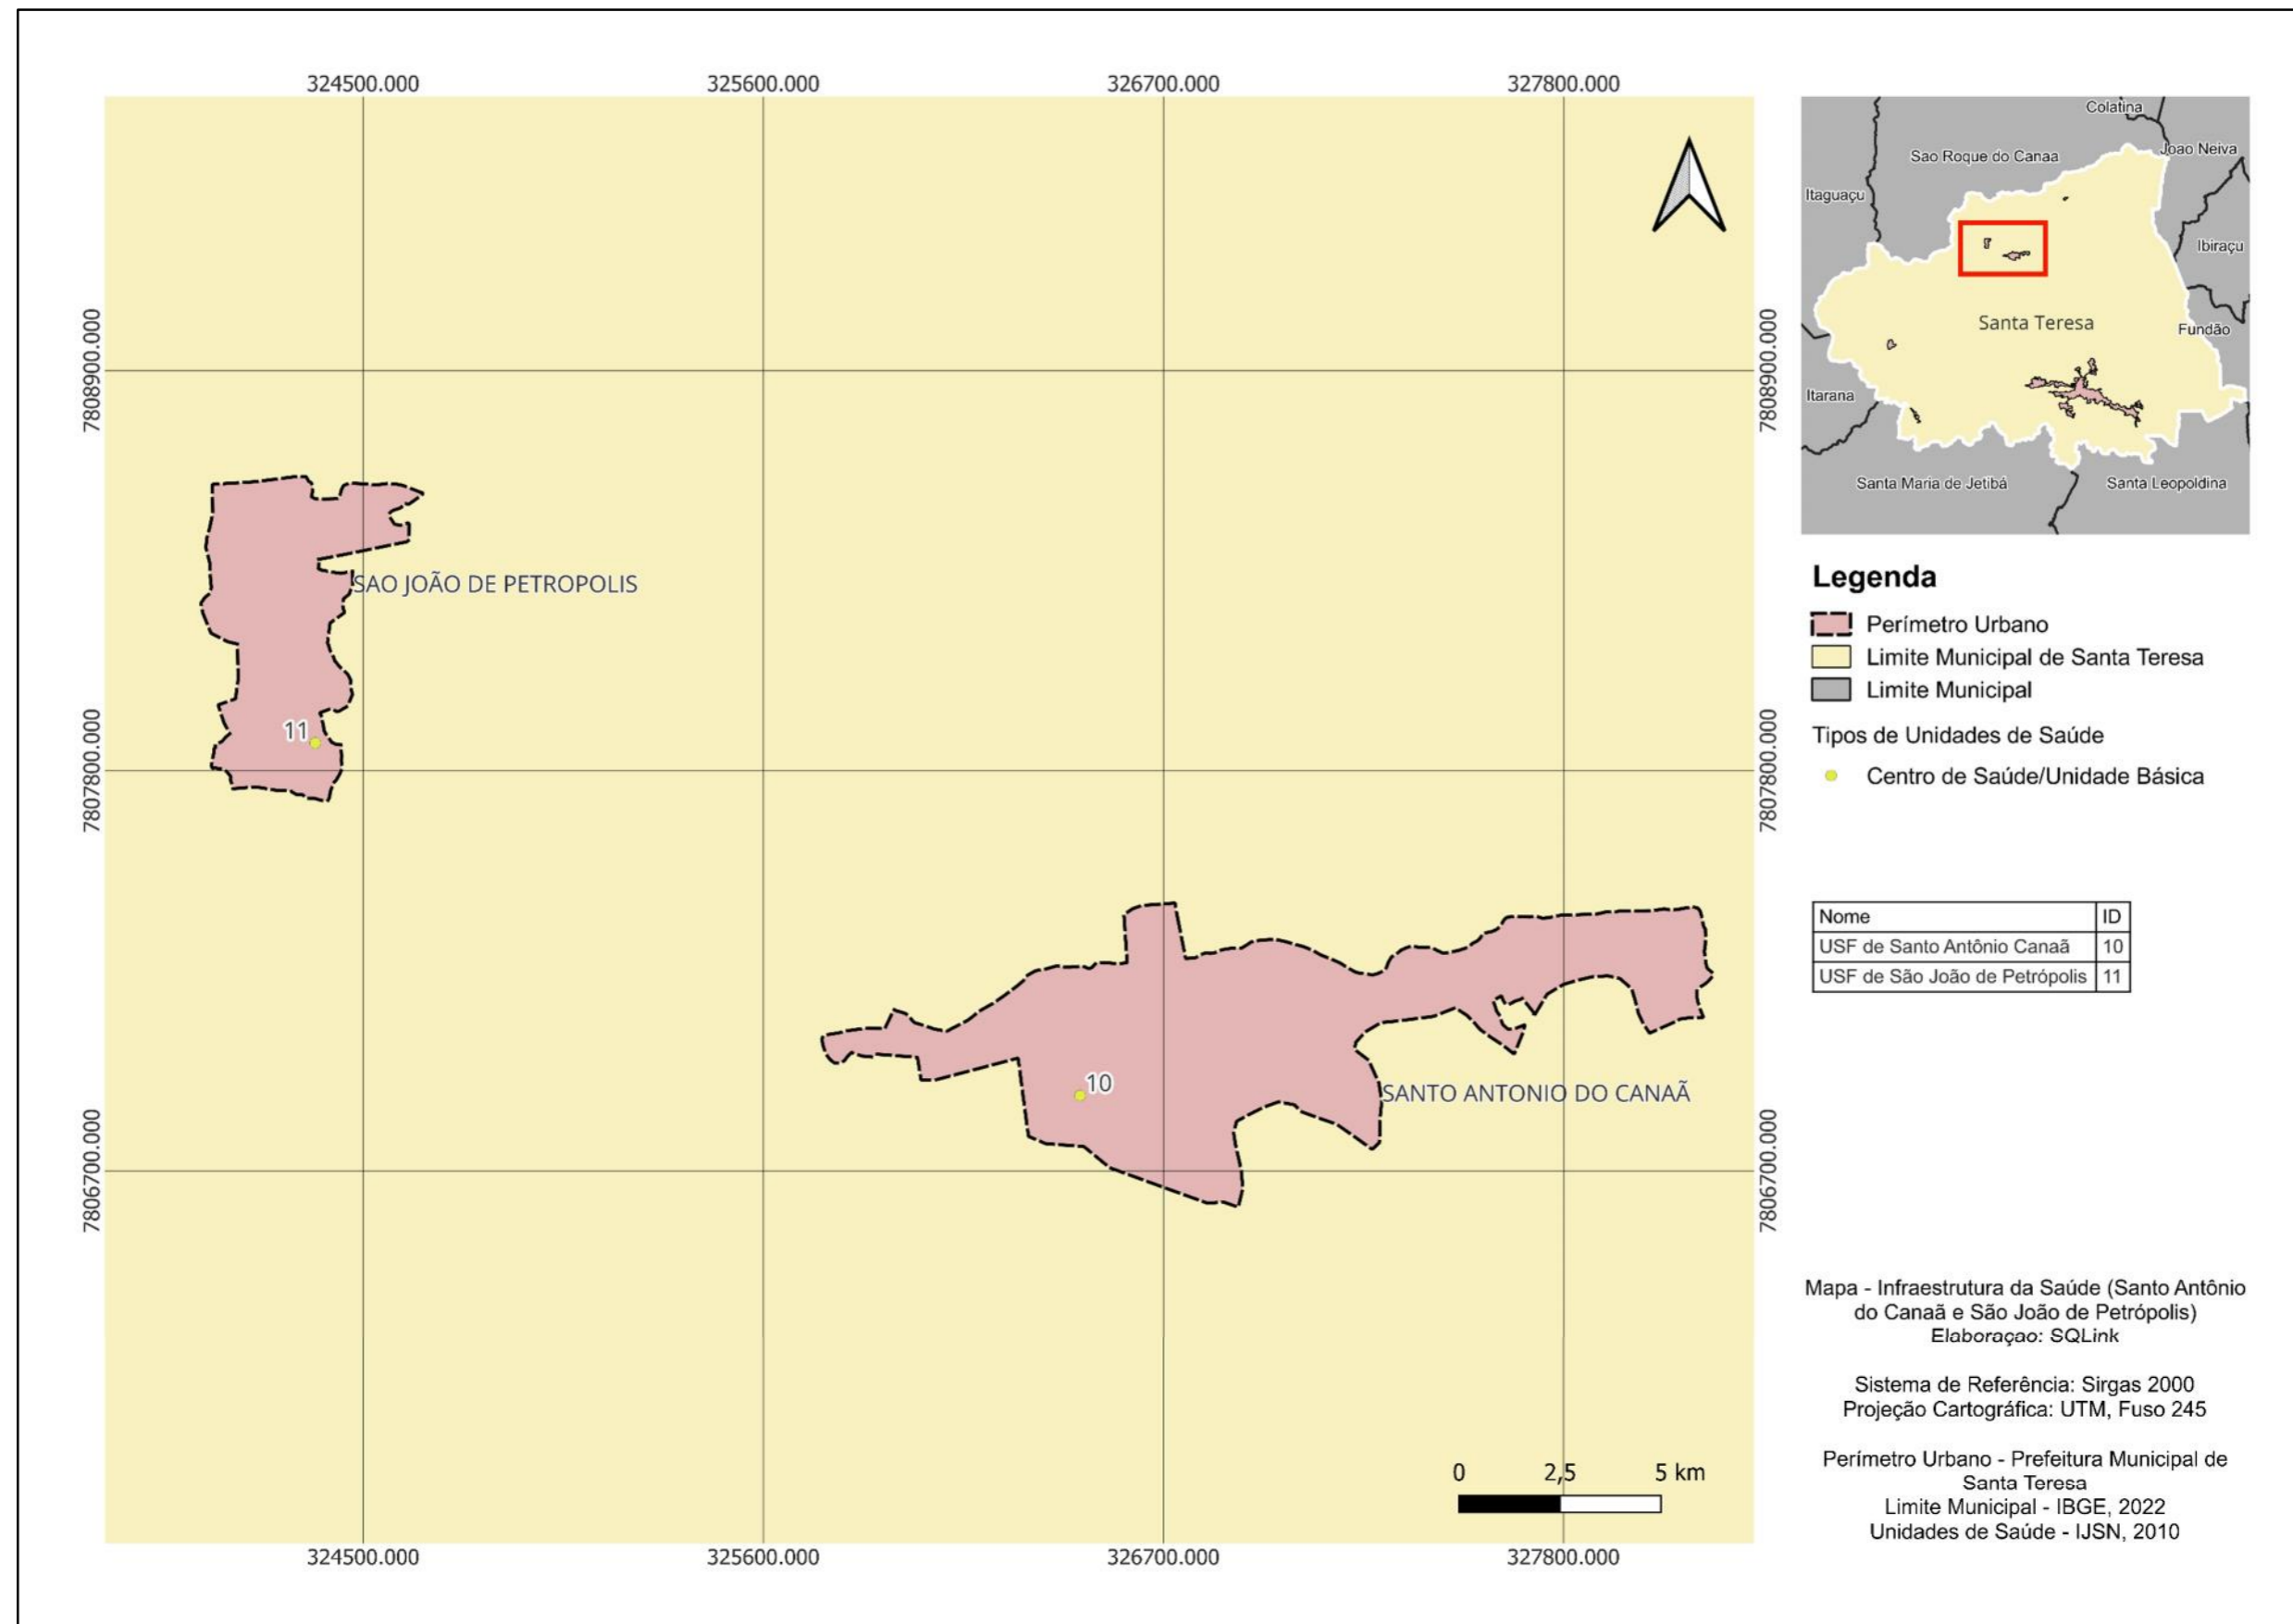 324500.000 325600.000 326700.000 327800.000
7808900.000
7807800.000
7806700.000
7808900.000
7807800.000
7806700.000
324500.000 325600.000 326700.000 327800.000
SAO JOÃO DE PETROPOLIS
11
10
SANTO ANTONIO DO CANAÃ
0 2,5 5 km
Colatina
Sao Roque do Canaa
Joao Neiva
Itaguaçu
Ibiraçu
Santa Teresa
Fundão
Itarana
Santa Maria de Jetibá
Santa Leopoldina
Legenda
Perímetro Urbano
Limite Municipal de Santa Teresa
Limite Municipal
Tipos de Unidades de Saúde
Centro de Saúde/Unidade Básica
Nome ID
USF de Santo Antônio Canaã 10
USF de São João de Petrópolis 11
Mapa - Infraestrutura da Saúde (Santo Antônio
do Canaã e São João de Petrópolis)
Elaboraçao: SQLink
Sistema de Referência: Sirgas 2000
Projeção Cartográfica: UTM, Fuso 245
Perímetro Urbano - Prefeitura Municipal de
Santa Teresa
Limite Municipal - IBGE, 2022
Unidades de Saúde - IJSN, 2010